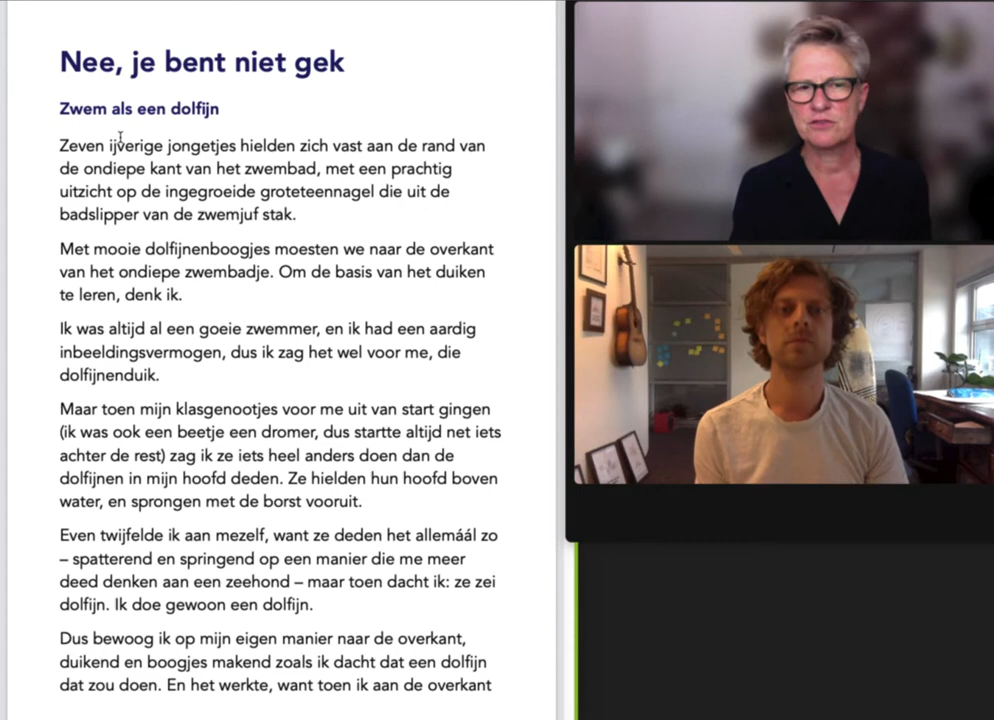 Nee, je bent niet gek
Zwem als een dolfijn
Zeven ijverige jongetjes hielden zich vast aan de rand van
de ondiepe kant van het zwembad, met een prachtig
uitzicht op de ingegroeide groteteennagel die uit de
badslipper van de zwemjuf stak.
Met mooie dolfijnenboogjes moesten we naar de overkant
van het ondiepe zwembadje. Om de basis van het duiken
te leren, denk ik.
Ik was altijd al een goeie zwemmer, en ik had een aardig
inbeeldingsvermogen, dus ik zag het wel voor me, die
dolfijnenduik.
Maar toen mijn klasgenootjes voor me uit van start gingen
(ik was ook een beetje een dromer, dus startte altijd net iets
achter de rest) zag ik ze iets heel anders doen dan de
dolfijnen in mijn hoofd deden. Ze hielden hun hoofd boven
water, en sprongen met de borst vooruit.
Even twijfelde ik aan mezelf, want ze deden het allemáál zo
– spatterend en springend op een manier die me meer
deed denken aan een zeehond – maar toen dacht ik: ze zei
dolfijn. Ik doe gewoon een dolfijn.
Dus bewoog ik op mijn eigen manier naar de overkant,
duikend en boogjes makend zoals ik dacht dat een dolfijn
dat zou doen. En het werkte, want toen ik aan de overkant